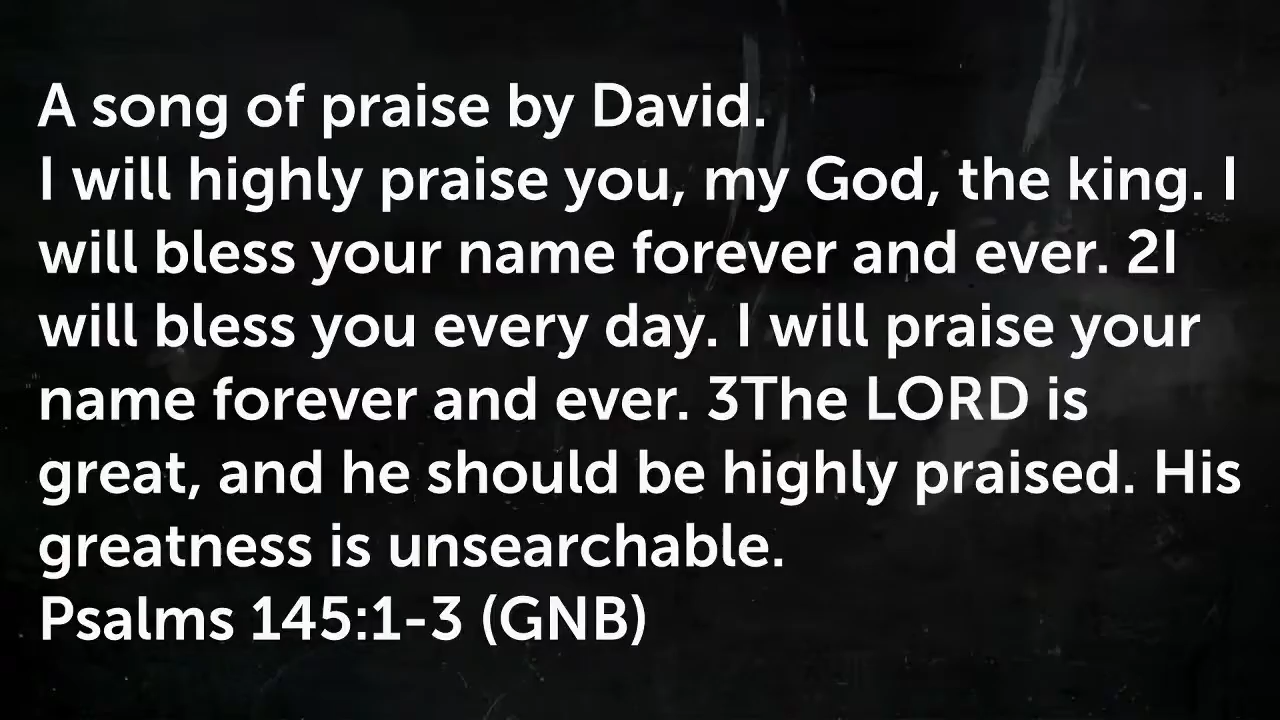 A song of praise by David.
I will highly praise you, my God, the king. I
will bless your name forever and ever. 2I
will bless you every day. I will praise your
name forever and ever. 3The LORD is
great, and he should be highly praised. His
greatness is unsearchable.
Psalms 145:1-3 (GNB)